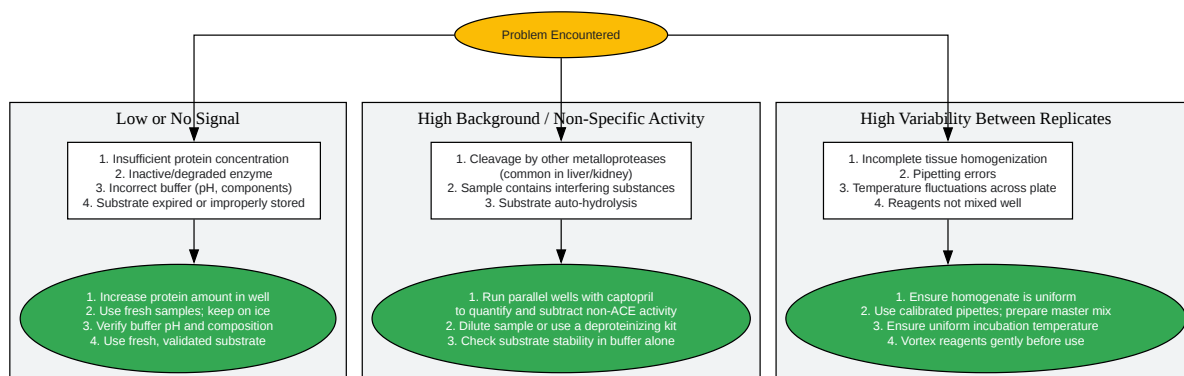 Problem Encountered
Low or No Signal
1. Insufficient protein concentration
2. Inactive/degraded enzyme
3. Incorrect buffer (pH, components)
4. Substrate expired or improperly stored
1. Increase protein amount in well
2. Use fresh samples; keep on ice
3. Verify buffer pH and composition
4. Use fresh, validated substrate
High Background / Non-Specific Activity
1. Cleavage by other metalloproteases
(common in liver/kidney)
2. Sample contains interfering substances
3. Substrate auto-hydrolysis
1. Run parallel wells with captopril
to quantify and subtract non-ACE activity
2. Dilute sample or use a deproteinizing kit
3. Check substrate stability in buffer alone
High Variability Between Replicates
1. Incomplete tissue homogenization
2. Pipetting errors
3. Temperature fluctuations across plate
4. Reagents not mixed well
1. Ensure homogenate is uniform
2. Use calibrated pipettes; prepare master mix
3. Ensure uniform incubation temperature
4. Vortex reagents gently before use